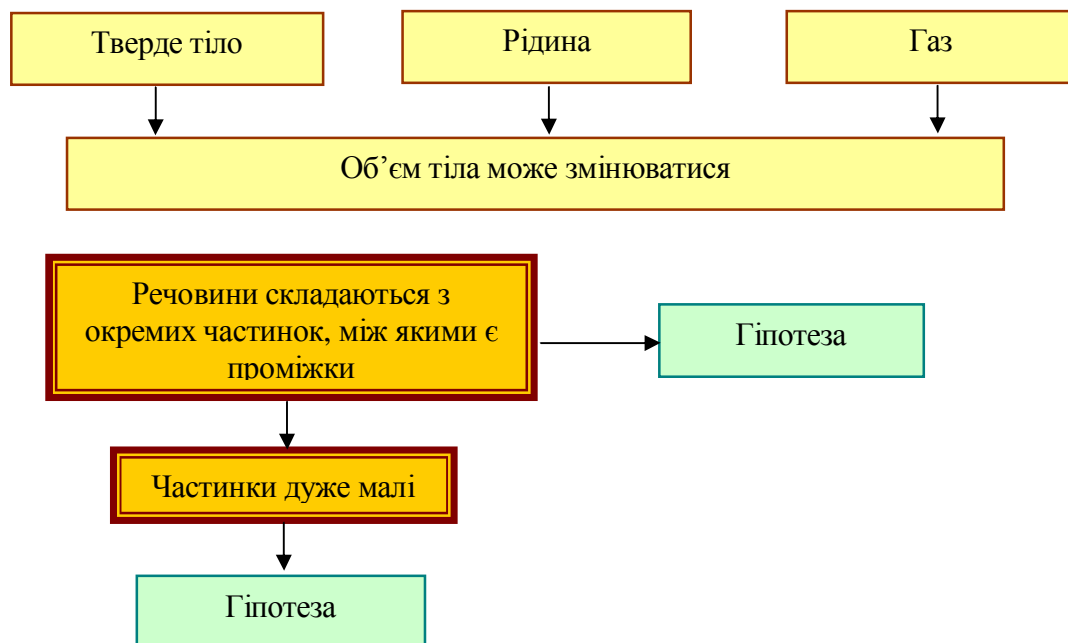 Тверде тіло
Рідина
Газ
Об’єм тіла може змінюватися
Речовини складаються з
окремих частинок, між якими є
проміжки
Гіпотеза
Частинки дуже малі
Гіпотеза